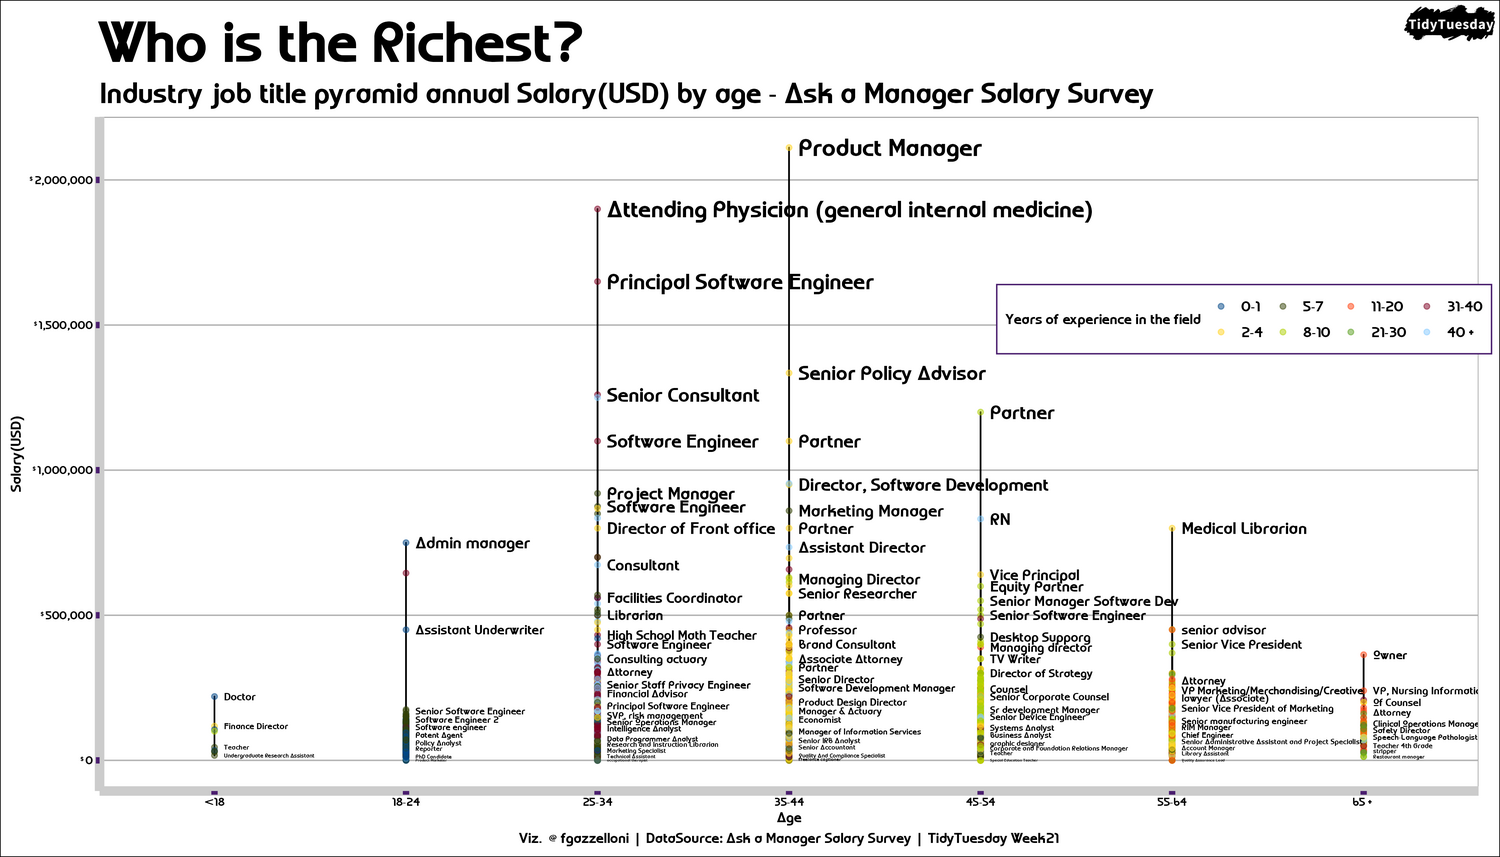 TidyTuesday
Who is the Richest?
Industry job title pyramid annual Salary(USD) by age - Ask a Manager Salary Survey
Salary(USD)
$2,000,000
$1,500,000
$1,000,000
$500,000
$0
Years of experience in the field
0-1
5-7
11-20
31-40
2-4
8-10
21-30
40+
Doctor
Finance Director
Teacher
Undergraduate Research Assistant
Admin manager
Assistant Underwriter
Senior Software Engineer
Software Engineer 2
Software engineer
Patent Agent
Policy Analyst
Reporter
PhD Candidate
Attending Physician (general internal medicine)
Principal Software Engineer
Senior Consultant
Software Engineer
Project Manager
Software Engineer
Director of Front office
Consultant
Facilities Coordinator
Librarian
High School Math Teacher
Software Engineer
Consulting actuary
Attorney
Senior Staff Privacy Engineer
Financial Advisor
Principal Software Engineer
SVP, risk management
Senior Operations Manager
Intelligence Analyst
Data Programmer Analyst
Research and Instruction Librarian
Marketing Specialist
Technical Assistant
Product Manager
Senior Policy Advisor
Partner
Director, Software Development
Marketing Manager
Partner
Assistant Director
Managing Director
Senior Researcher
Partner
Professor
Brand Consultant
Associate Attorney
Partner
Senior Director
Software Development Manager
Product Design Director
Manager & Actuary
Economist
Manager of Information Services
Senior IRB Analyst
Senior Accountant
Quality And Compliance Specialist
Partner
RN
Vice Principal
Equity Partner
Senior Manager Software Dev
Senior Software Engineer
Desktop Supporg
Managing director
TV Writer
Director of Strategy
Counsel
Senior Corporate Counsel
Sr development Manager
Senior Device Engineer
Systems Analyst
Business Analyst
graphic designer
Corporate and Foundation Relations Manager
Teacher
Special Education Teacher
Medical Librarian
senior advisor
Senior Vice President
Attorney
VP Marketing/Merchandising/Creative
lawyer (Associate)
Senior Vice President of Marketing
Senior manufacturing engineer
RIM Manager
Chief Engineer
Senior Administrative Assistant and Project Specialist
Account Manager
Library Assistant
Quality Assurance Lead
Owner
VP, Nursing Informatic
Of Counsel
Attorney
Clinical Operations Manage
Safety Director
Speech Language Pathologist
Teacher 4th Grade
stripper
Restaurant manager
<18
18-24
25-34
35-44
45-54
55-64
65+
Age
Viz. @fgazzelloni | DataSource: Ask a Manager Salary Survey | TidyTuesday Week21